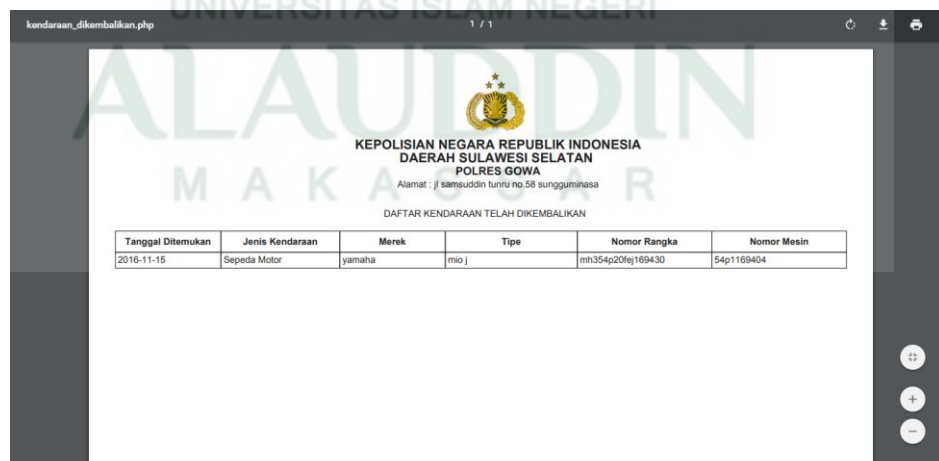 UNIVERSITAS ISLAM NEGERI
kendaraan_dikembalikan.php 1 / 1
ALAUDDIN
MAKASSAR
KEPOLISIAN NEGARA REPUBLIK INDONESIA
DAERAH SULAWESI SELATAN
POLRES GOWA
Alamat : jl samsuddin tunru no.58 sungguminasa
DAFTAR KENDARAAN TELAH DIKEMBALIKAN
Tanggal Ditemukan Jenis Kendaraan Merek Tipe Nomor Rangka Nomor Mesin
2016-11-15 Sepeda Motor yamaha mio j mh354p20fej169430 54p1169404